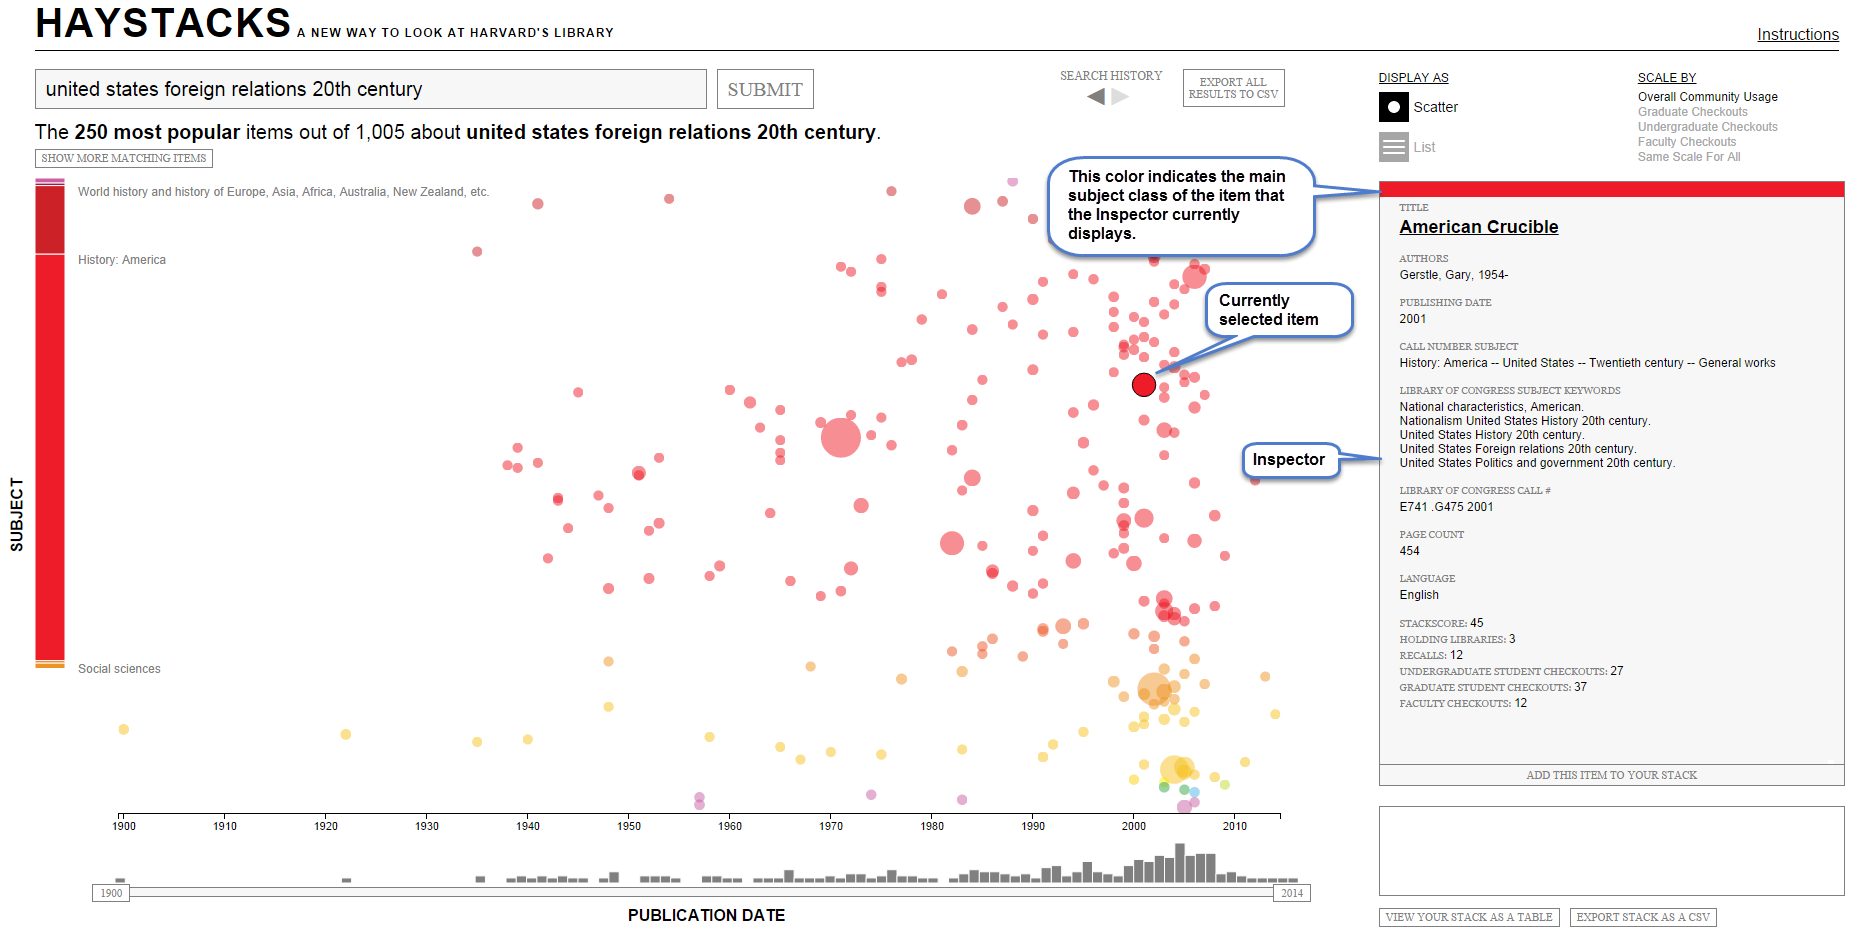 HAYSTACKS A NEW WAY TO LOOK AT HARVARD'S LIBRARY
Instructions
united states foreign relations 20th century
SUBMIT
SEARCH HISTORY
EXPORT ALL
RESULTS TO CSV
The 250 most popular items out of 1,005 about united states foreign relations 20th century.
SHOW MORE MATCHING ITEMS
DISPLAY AS
Scatter
List
SCALE BY
Overall Community Usage
Graduate Checkouts
Undergraduate Checkouts
Faculty Checkouts
Same Scale For All
World history and history of Europe, Asia, Africa, Australia, New Zealand, etc.
History: America
Social sciences
SUBJECT
This color indicates the main
subject class of the item that
the Inspector currently
displays.
Currently
selected item
Inspector
TITLE
American Crucible
AUTHORS
Gerstle, Gary, 1954-
PUBLISHING DATE
2001
CALL NUMBER SUBJECT
History: America -- United States -- Twentieth century -- General works
LIBRARY OF CONGRESS SUBJECT KEYWORDS
National characteristics, American.
Nationalism United States History 20th century.
United States History 20th century.
United States Foreign relations 20th century.
United States Politics and government 20th century.
LIBRARY OF CONGRESS CALL #
E741 .G475 2001
PAGE COUNT
454
LANGUAGE
English
STACKSCORE: 45
HOLDING LIBRARIES: 3
RECALLS: 12
UNDERGRADUATE STUDENT CHECKOUTS: 27
GRADUATE STUDENT CHECKOUTS: 37
FACULTY CHECKOUTS: 12
ADD THIS ITEM TO YOUR STACK
1900 1910 1920 1930 1940 1950 1960 1970 1980 1990 2000 2010
1900
2014
PUBLICATION DATE
VIEW YOUR STACK AS A TABLE
EXPORT STACK AS A CSV